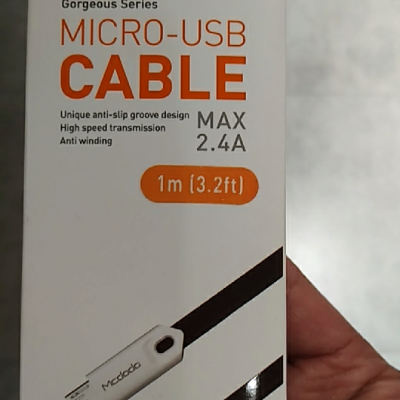 Gorgeous Series
MICRO-USB
CABLE
Unique anti-slip groove design
High speed transmission
Anti winding
MAX
2.4A
1m (3.2ft)
Mcdodo